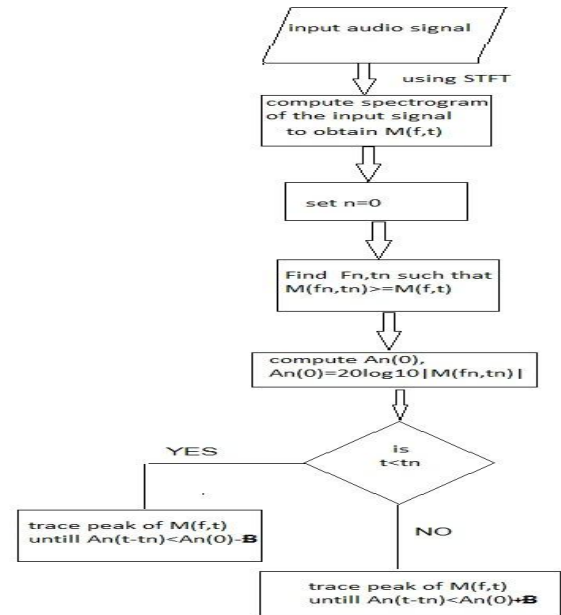 input audio signal
using STFT
compute spectrogram
of the input signal
to obtain M(f,t)
set n=0
Find Fn,tn such that
M(fn,tn)>=M(f,t)
compute An(0),
An(0)=20log10|M(fn,tn)|
is
t<tn
YES
trace peak of M(f,t)
untill An(t-tn)<An(0)-B
NO
trace peak of M(f,t)
untill An(t-tn)<An(0)+B